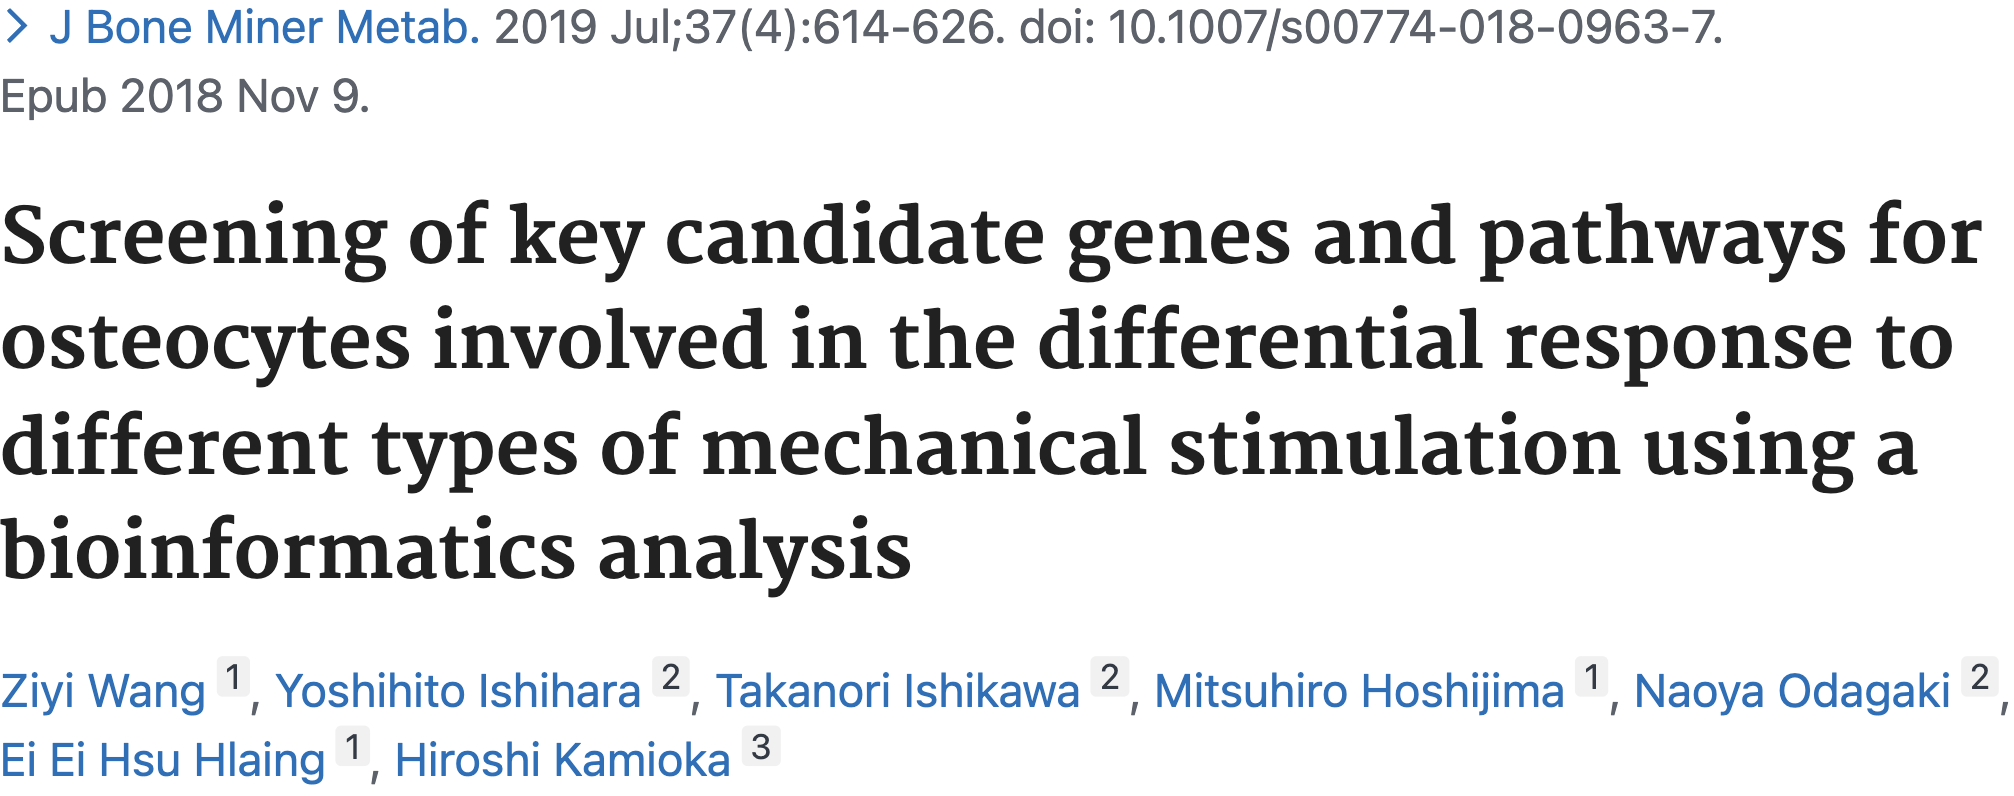 > J Bone Miner Metab. 2019 Jul;37(4):614-626. doi: 10.1007/s00774-018-0963-7.
Epub 2018 Nov 9.
Screening of key candidate genes and pathways for
osteocytes involved in the differential response to
different types of mechanical stimulation using a
bioinformatics analysis
Ziyi Wang 1, Yoshihito Ishihara 2, Takanori Ishikawa 2, Mitsuhiro Hoshijima 1, Naoya Odagaki 2,
Ei Ei Hsu Hlaing 1, Hiroshi Kamioka 3